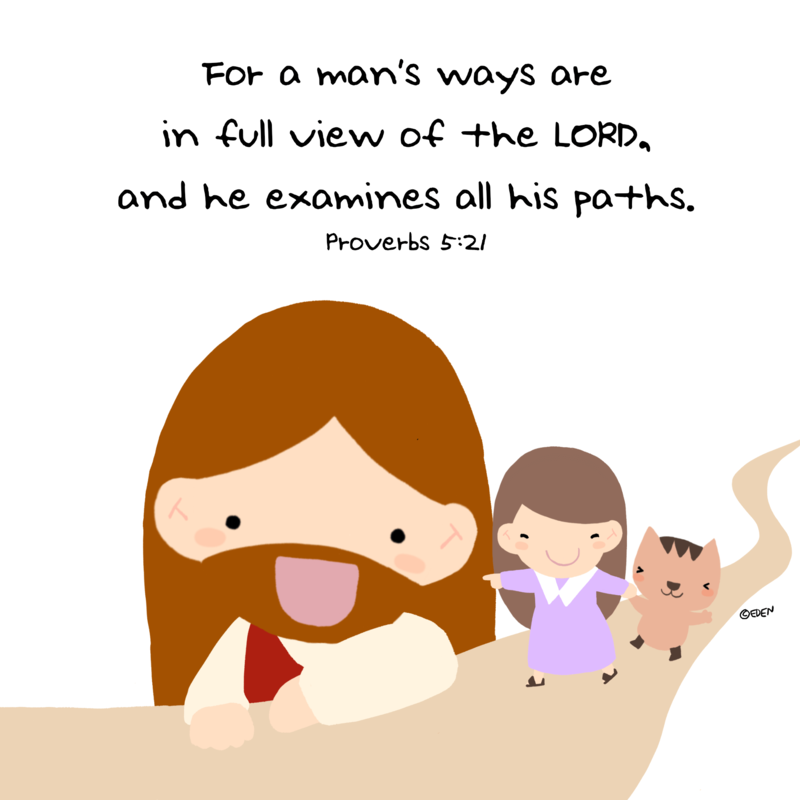 For a man's ways are
in full view of the LORD,
and he examines all his paths.
Proverbs 5:21
©EDEN